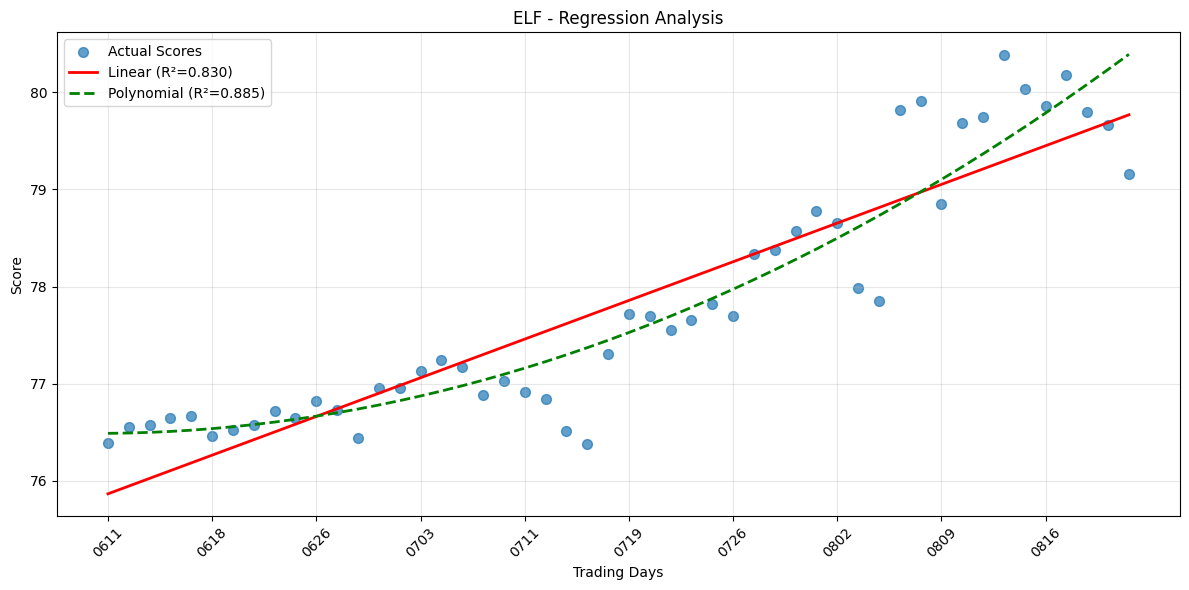 ELF - Regression Analysis
Actual Scores
Linear (R²=0.830)
Polynomial (R²=0.885)
Score
80
79
78
77
76
0611
0618
0626
0703
0711
0719
0726
0802
0809
0816
Trading Days